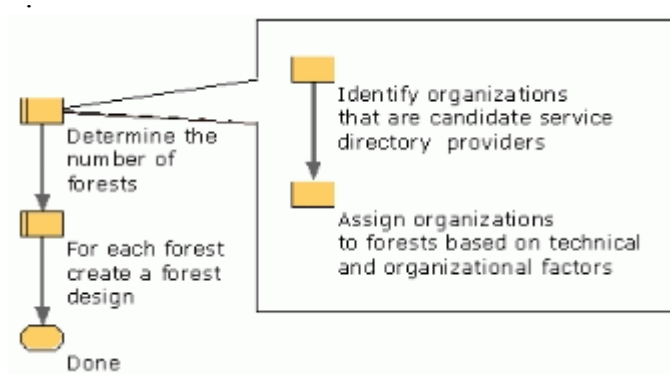 Determine the
number of
forests
For each forest
create a forest
design
Done
Identify organizations
that are candidate service
directory providers
Assign organizations
to forests based on technical
and organizational factors